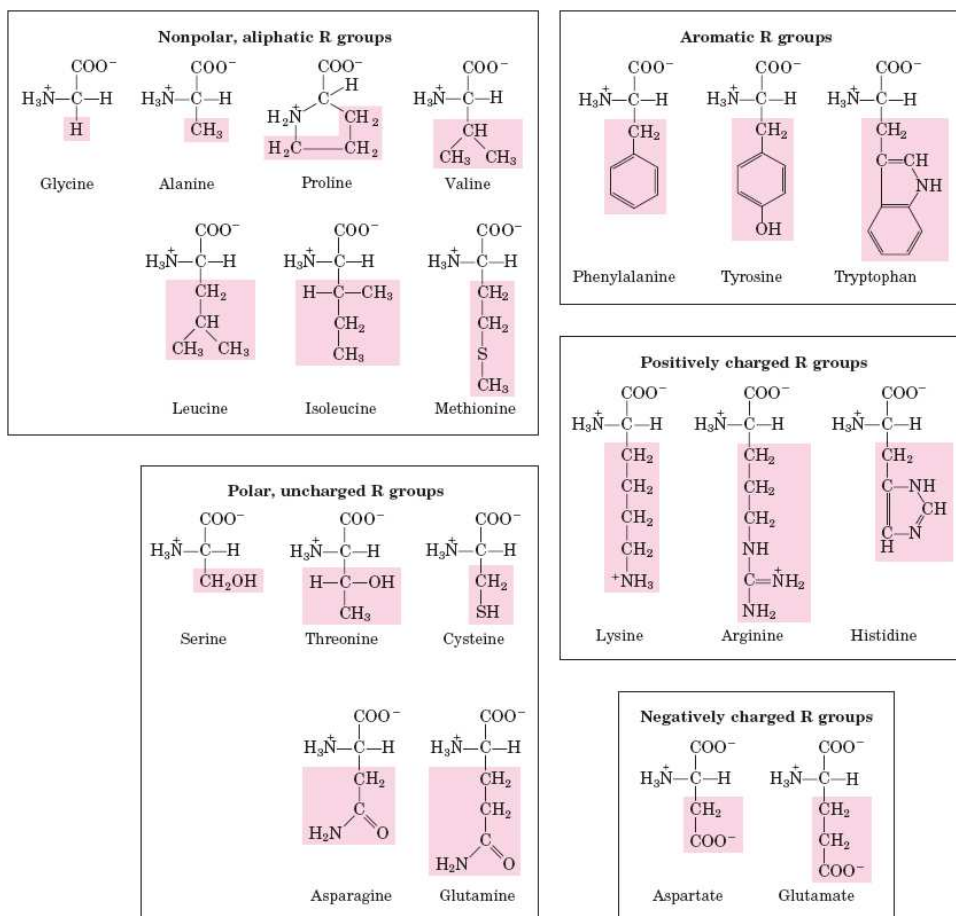 Nonpolar, aliphatic R groups
COO⁻ COO⁻ COO⁻ COO⁻
H₃N⁺—C—H H₃N⁺—C—H H₂N⁺ C H H₃N⁺—C—H
H CH₃ CH₂ CH
H₂C—CH₂ CH₃ CH₃
Glycine Alanine Proline Valine
COO⁻ COO⁻ COO⁻
H₃N⁺—C—H H₃N⁺—C—H H₃N⁺—C—H
CH₂ H—C—CH₃ CH₂
CH CH₂ CH₂
CH₃ CH₃ CH₃ S
CH₃
Leucine Isoleucine Methionine
Aromatic R groups
COO⁻ COO⁻ COO⁻
H₃N⁺—C—H H₃N⁺—C—H H₃N⁺—C—H
CH₂ CH₂ CH₂
C=CH
NH
OH
Phenylalanine Tyrosine Tryptophan
Positively charged R groups
COO⁻ COO⁻ COO⁻
H₃N⁺—C—H H₃N⁺—C—H H₃N⁺—C—H
CH₂ CH₂ CH₂
CH₂ CH₂ C—NH
CH₂ CH₂ CH
CH₂ NH C—N
H
⁺NH₃ C=N⁺H₂
NH₂
Lysine Arginine Histidine
Polar, uncharged R groups
COO⁻ COO⁻ COO⁻
H₃N⁺—C—H H₃N⁺—C—H H₃N⁺—C—H
CH₂OH H—C—OH CH₂
CH₃ SH
Serine Threonine Cysteine
COO⁻ COO⁻
H₃N⁺—C—H H₃N⁺—C—H
CH₂ CH₂
C CH₂
H₂N O C
H₂N O
Asparagine Glutamine
Negatively charged R groups
COO⁻ COO⁻
H₃N⁺—C—H H₃N⁺—C—H
CH₂ CH₂
COO⁻ CH₂
COO⁻
Aspartate Glutamate